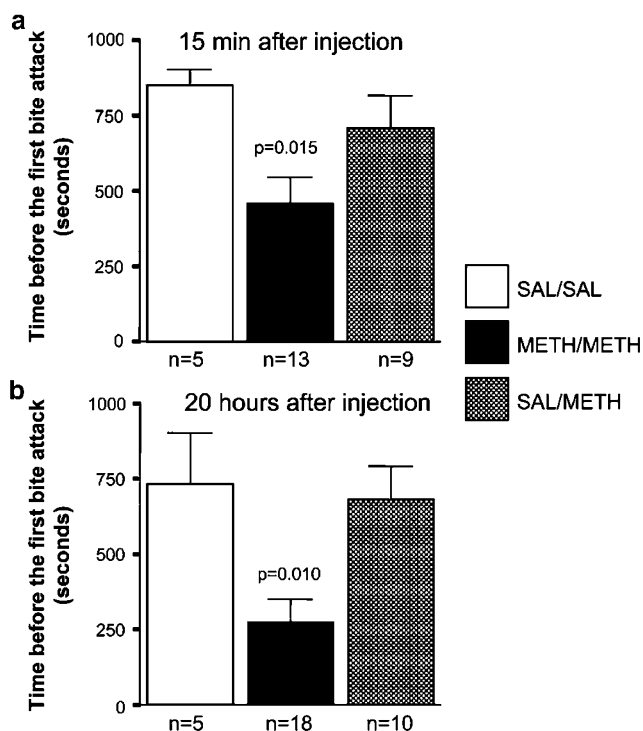 a
15 min after injection
Time before the first bite attack
(seconds)
1000
750
500
250
0
p=0.015
n=5 n=13 n=9
SAL/SAL
METH/METH
SAL/METH
b
20 hours after injection
Time before the first bite attack
(seconds)
1000
750
500
250
0
p=0.010
n=5 n=18 n=10